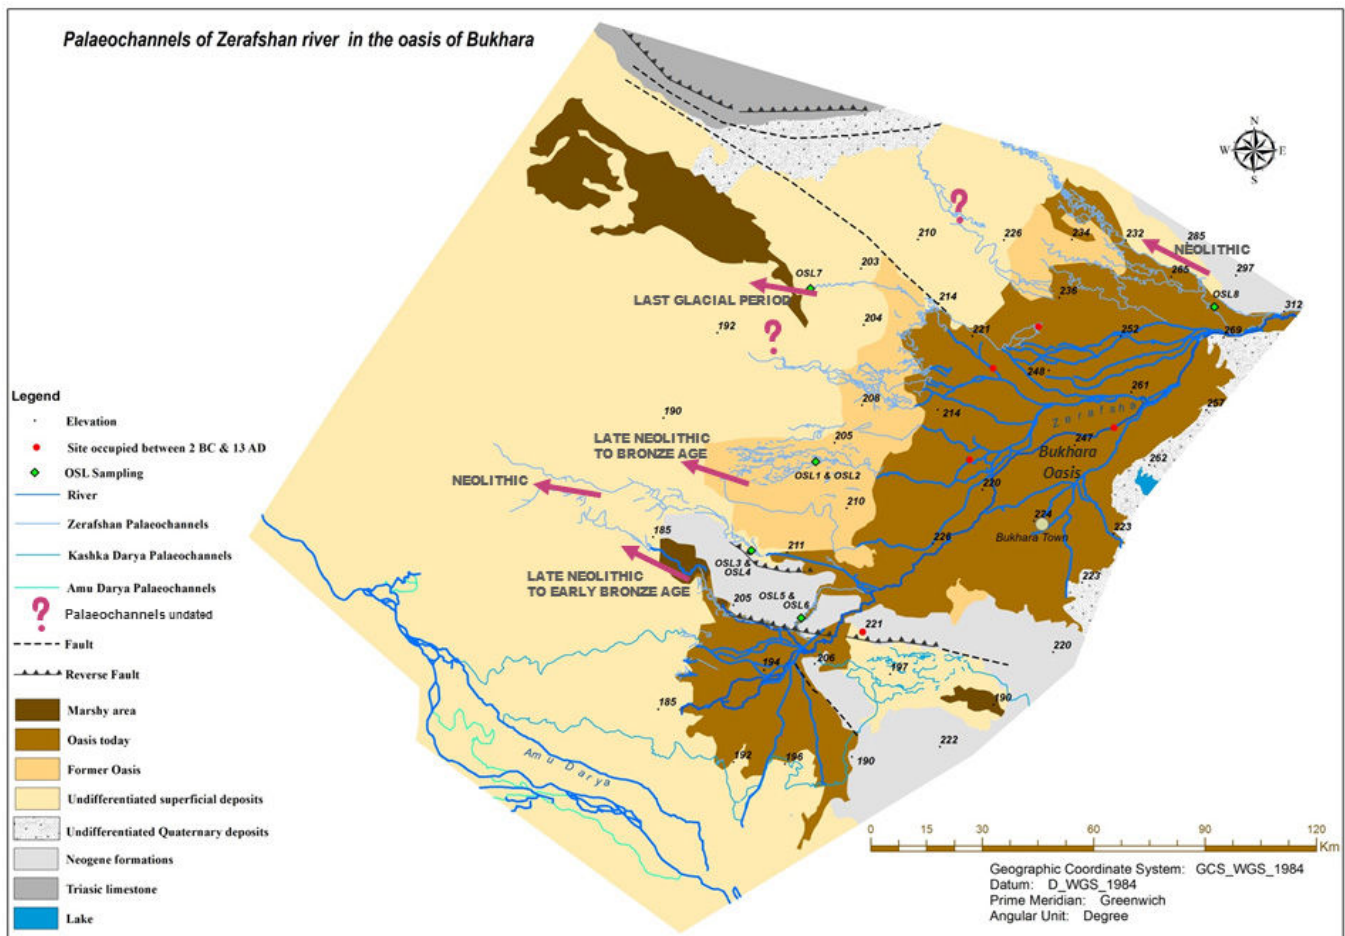 Palaeochannels of Zerafshan river in the oasis of Bukhara
N
W E
S
?
210
226
234
232
285
NEOLITHIC
203
265
297
OSL7
236
OSL8
LAST GLACIAL PERIOD
214
312
192
?
204
221
252
269
248
261
190
208
214
257
Zerafsha
LATE NEOLITHIC
TO BRONZE AGE
205
247
Bukhara
Oasis
262
OSL1 & OSL2
NEOLITHIC
220
210
224
185
226
Bukhara Town
223
211
OSL3 &
OSL4
LATE NEOLITHIC
TO EARLY BRONZE AGE
223
205
OSL5 &
OSL6
221
220
194
206
197
185
190
222
192
196
190
Amu Darya
Legend
Elevation
Site occupied between 2 BC & 13 AD
OSL Sampling
River
Zerafshan Palaeochannels
Kashka Darya Palaeochannels
Amu Darya Palaeochannels
? Palaeochannels undated
Fault
Reverse Fault
Marshy area
Oasis today
Former Oasis
Undifferentiated superficial deposits
Undifferentiated Quaternary deposits
Neogene formations
Triasic limestone
Lake
0 15 30 60 90 120
Km
Geographic Coordinate System: GCS_WGS_1984
Datum: D_WGS_1984
Prime Meridian: Greenwich
Angular Unit: Degree